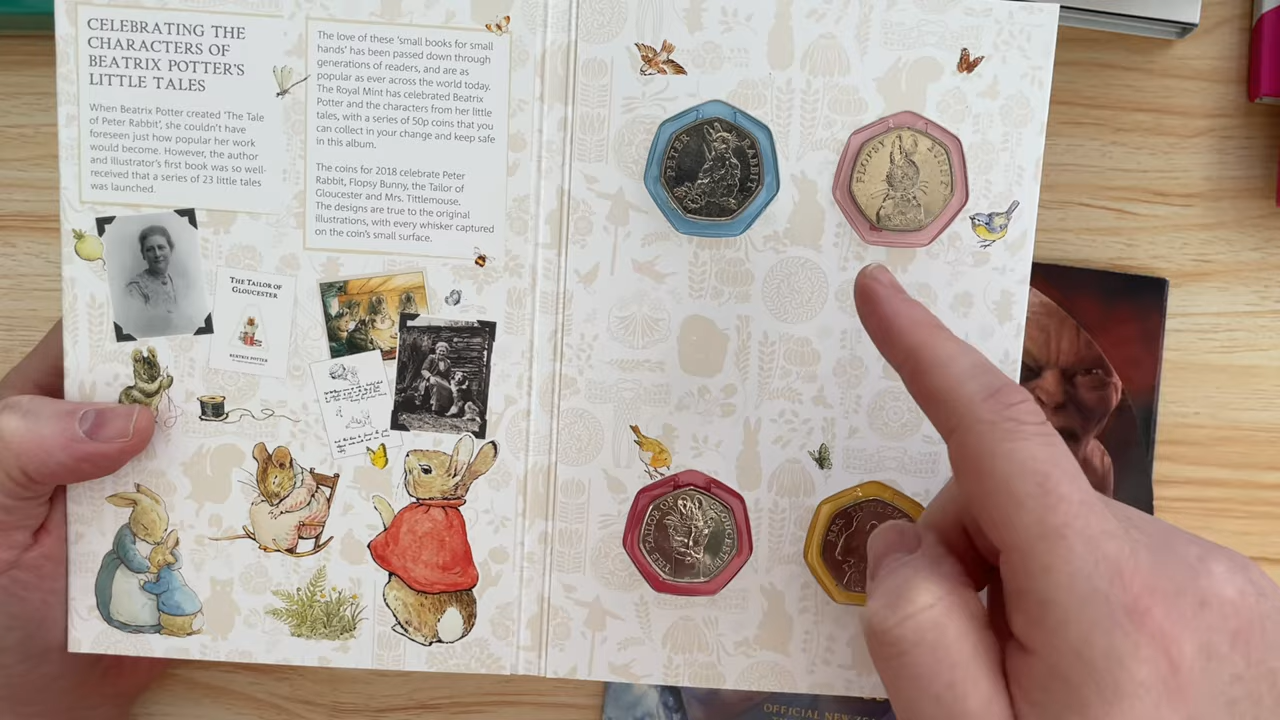 CELEBRATING THE
CHARACTERS OF
BEATRIX POTTER'S
LITTLE TALES
When Beatrix Potter created 'The Tale
of Peter Rabbit', she couldn't have
foreseen just how popular her work
would become. However, the author
and illustrator's first book was so well-
received that a series of 23 little tales
was launched.
The love of these 'small books for small
hands' has been passed down through
generations of readers, and are as
popular as ever across the world today.
The Royal Mint has celebrated Beatrix
Potter and the characters from her little
tales, with a series of 50p coins that you
can collect in your change and keep safe
in this album.
The coins for 2018 celebrate Peter
Rabbit, Flopsy Bunny, the Tailor of
Gloucester and Mrs. Tittlemouse.
The designs are true to the original
illustrations, with every whisker captured
on the coin's small surface.
THE TAILOR OF
GLOUCESTER
BEATRIX POTTER
PETER RABBIT
FLOPSY BUNNY
THE TAILOR OF GLOUCESTER
MRS.
OFFICIAL NEW